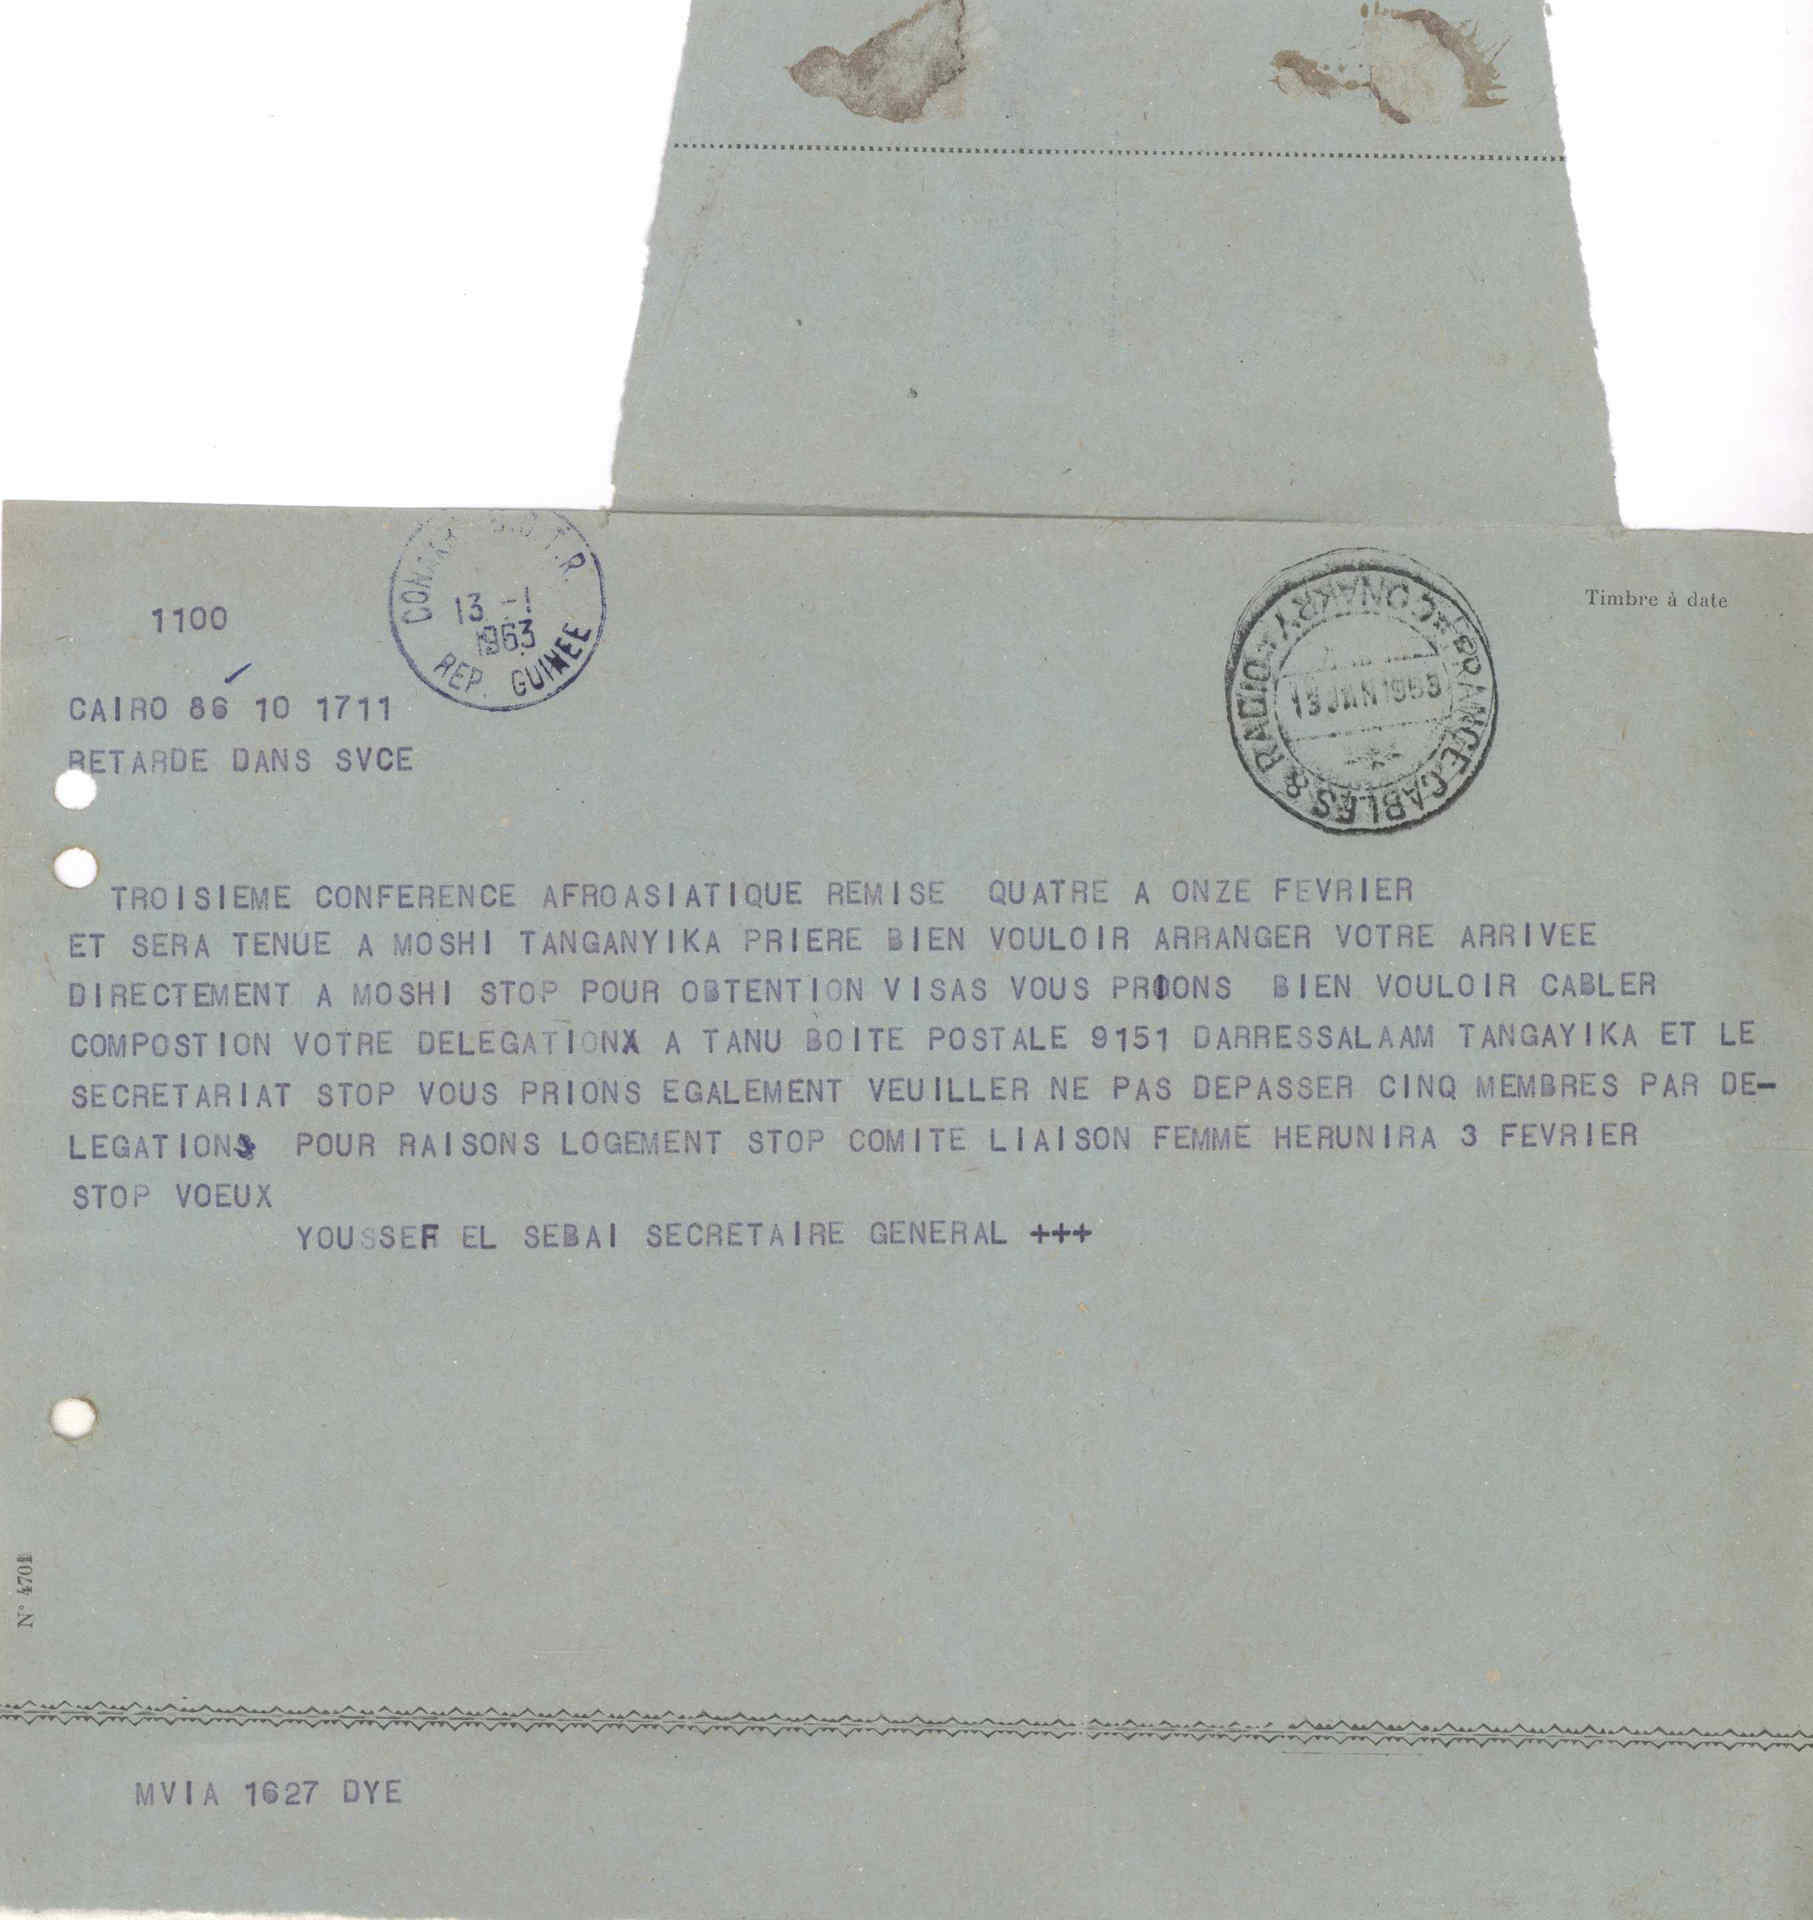 1100
13 -1
1963
REP. GUINEE
FRANCE CABLES & RADIO * CONAKRY *
13 JUN 1963
Timbre à date
CAIRO 86 10 1711
RETARDE DANS SVCE
TROISIEME CONFERENCE AFROASIATIQUE REMISE QUATRE A ONZE FEVRIER
ET SERA TENUE A MOSHI TANGANYIKA PRIERE BIEN VOULOIR ARRANGER VOTRE ARRIVEE
DIRECTEMENT A MOSHI STOP POUR OBTENTION VISAS VOUS PRIONS BIEN VOULOIR CABLER
COMPOSTION VOTRE DELEGATIONX A TANU BOITE POSTALE 9151 DARRESSALAAM TANGAYIKA ET LE
SECRETARIAT STOP VOUS PRIONS EGALEMENT VEUILLER NE PAS DEPASSER CINQ MEMBRES PAR DE-
LEGATIONS POUR RAISONS LOGEMENT STOP COMITE LIAISON FEMME HERUNIRA 3 FEVRIER
STOP VOEUX
YOUSSEF EL SEBAI SECRETAIRE GENERAL +++
N° 4701
MVIA 1627 DYE